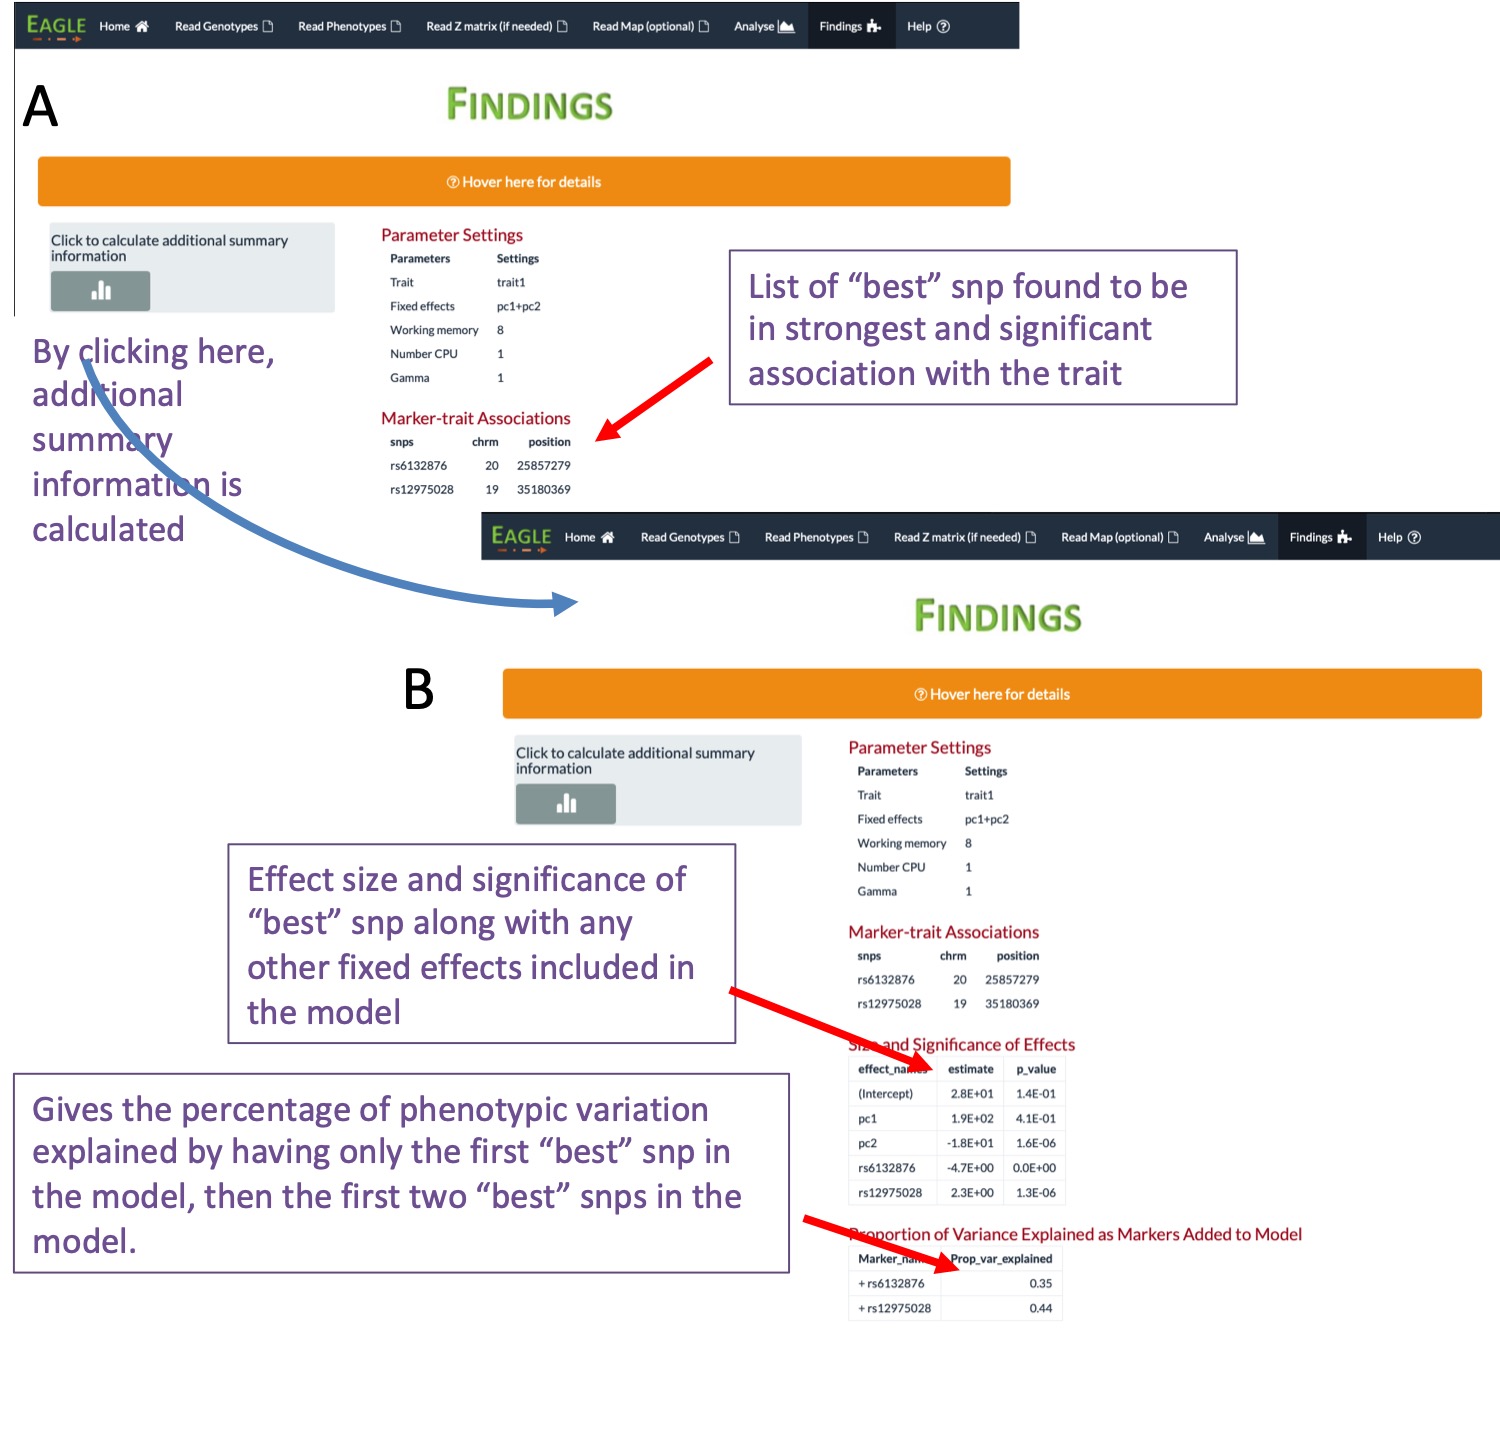 EAGLE Home Read Genotypes Read Phenotypes Read Z matrix (if needed) Read Map (optional) Analyse Findings Help
A
FINDINGS
Hover here for details
Click to calculate additional summary
information
Parameter Settings
Parameters Settings
Trait trait1
Fixed effects pc1+pc2
Working memory 8
Number CPU 1
Gamma 1
Marker-trait Associations
snps chrm position
rs6132876 20 25857279
rs12975028 19 35180369
List of “best” snp found to be
in strongest and significant
association with the trait
By clicking here,
additional
summary
information is
calculated
EAGLE Home Read Genotypes Read Phenotypes Read Z matrix (if needed) Read Map (optional) Analyse Findings Help
FINDINGS
B
Hover here for details
Click to calculate additional summary
information
Parameter Settings
Parameters Settings
Trait trait1
Fixed effects pc1+pc2
Working memory 8
Number CPU 1
Gamma 1
Marker-trait Associations
snps chrm position
rs6132876 20 25857279
rs12975028 19 35180369
Effect size and significance of
“best” snp along with any
other fixed effects included in
the model
Size and Significance of Effects
effect_names estimate p_value
(Intercept) 2.8E+01 1.4E-01
pc1 1.9E+02 4.1E-01
pc2 -1.8E+01 1.6E-06
rs6132876 -4.7E+00 0.0E+00
rs12975028 2.3E+00 1.3E-06
Gives the percentage of phenotypic variation
explained by having only the first “best” snp in
the model, then the first two “best” snps in the
model.
Proportion of Variance Explained as Markers Added to Model
Marker_name Prop_var_explained
+ rs6132876 0.35
+ rs12975028 0.44